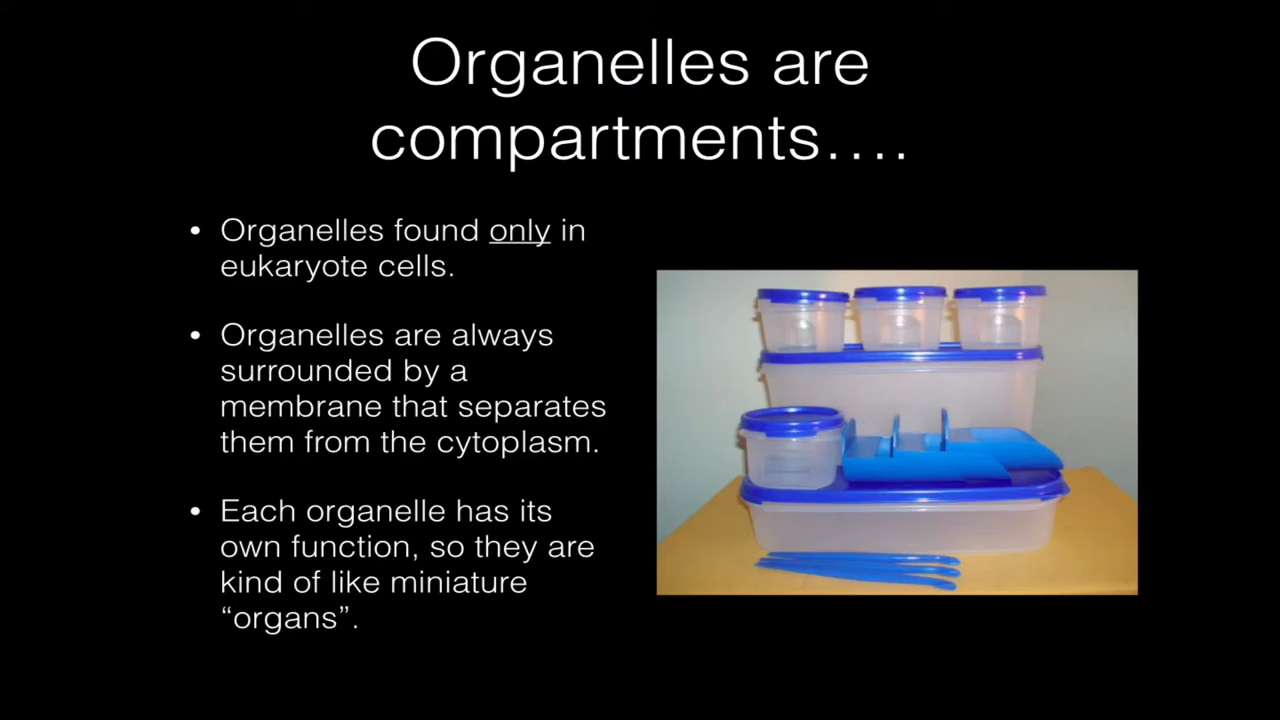 Organelles are
compartments….
• Organelles found only in
eukaryote cells.
• Organelles are always
surrounded by a
membrane that separates
them from the cytoplasm.
• Each organelle has its
own function, so they are
kind of like miniature
“organs”.